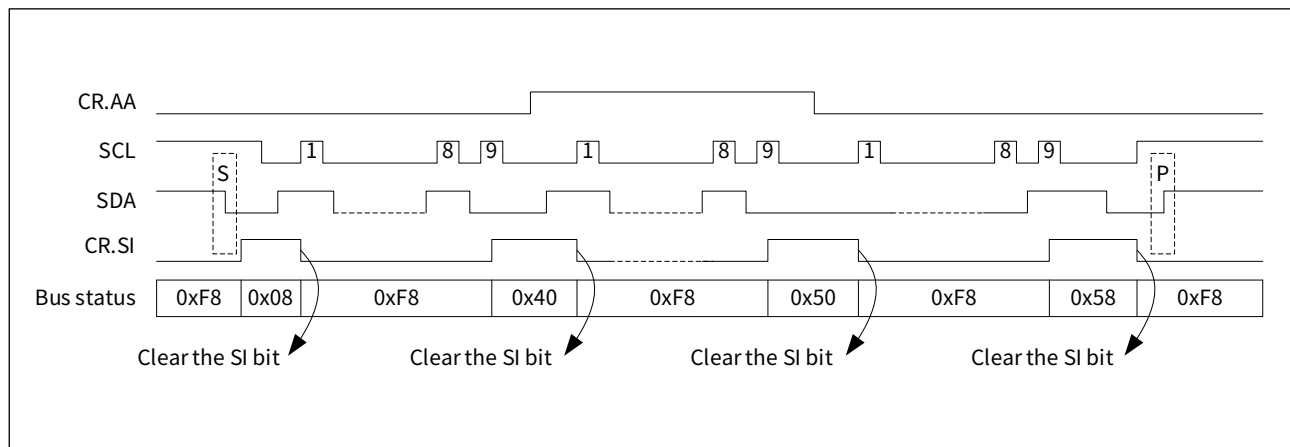 CR.AA
SCL 1 8 9 1 8 9 1 8 9
S P
SDA
CR.SI
Bus status 0xF8 0x08 0xF8 0x40 0xF8 0x50 0xF8 0x58 0xF8
Clear the SI bit Clear the SI bit Clear the SI bit Clear the SI bit